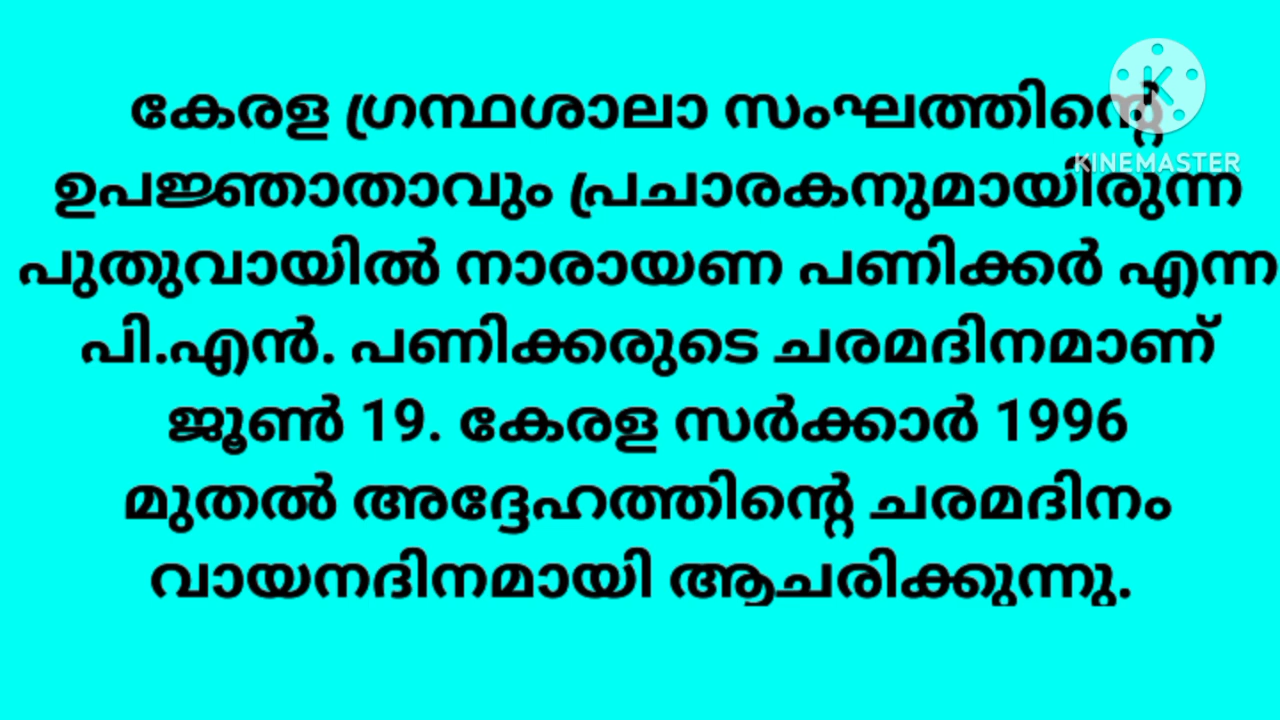 കേരള ഗ്രന്ഥശാലാ സംഘത്തിന്റെ
KINEMASTER
ഉപജ്ഞാതാവും പ്രചാരകനുമായിരുന്ന
പുതുവായിൽ നാരായണ പണിക്കർ എന്ന
പി.എൻ. പണിക്കരുടെ ചരമദിനമാണ്
ജൂൺ 19. കേരള സർക്കാർ 1996
മുതൽ അദ്ദേഹത്തിന്റെ ചരമദിനം
വായനദിനമായി ആചരിക്കുന്നു.